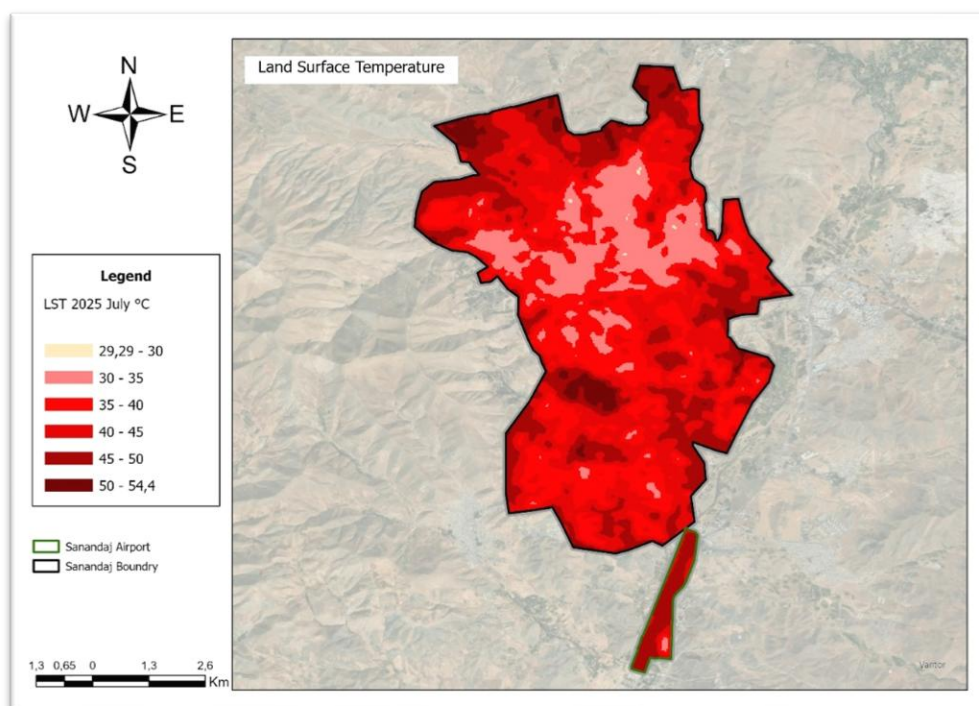 Land Surface Temperature
N
W E
S
Legend
LST 2025 July °C
29,29 - 30
30 - 35
35 - 40
40 - 45
45 - 50
50 - 54,4
Sanandaj Airport
Sanandaj Boundry
1,3 0,65 0 1,3 2,6
Km
Vantor